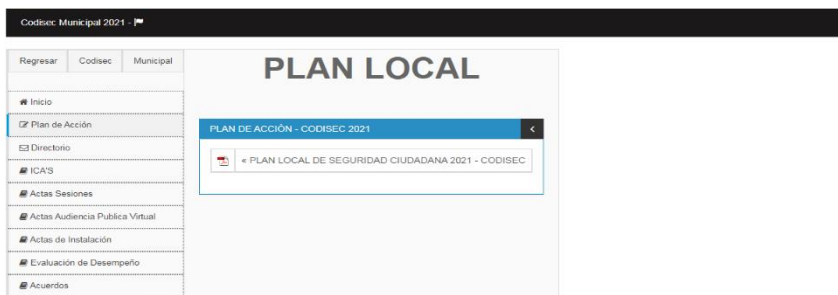 Codisec Municipal 2021 -
Regresar Codisec Municipal
PLAN LOCAL
Inicio
Plan de Acción
Directorio
ICA'S
Actas Sesiones
Actas Audiencia Publica Virtual
Actas de Instalación
Evaluación de Desempeño
Acuerdos
PLAN DE ACCIÓN - CODISEC 2021
« PLAN LOCAL DE SEGURIDAD CIUDADANA 2021 - CODISEC